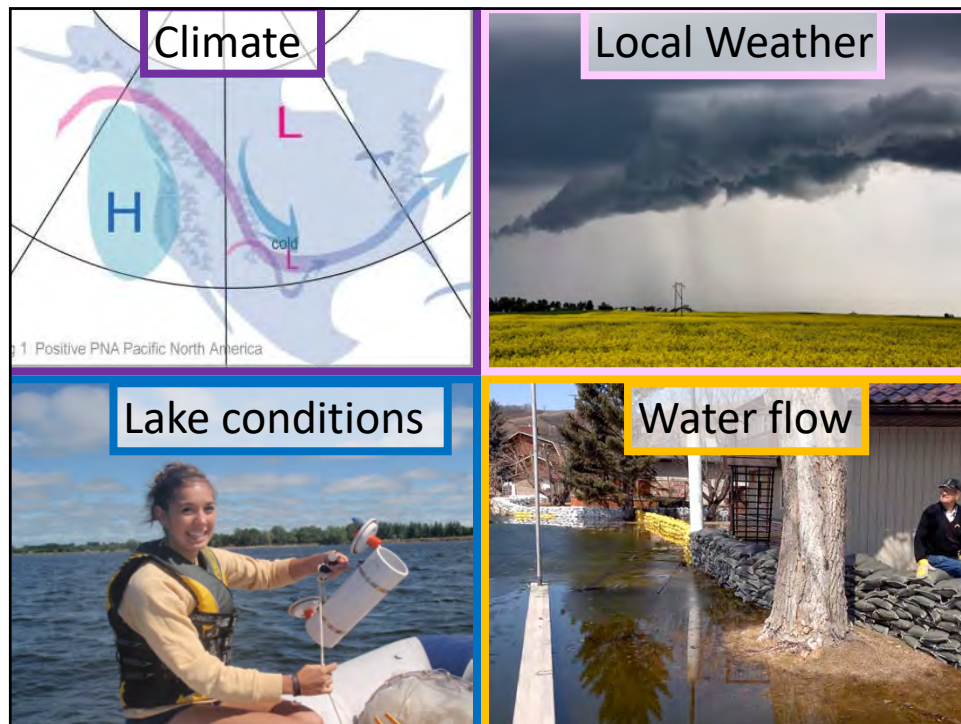 Climate
Local Weather
L
H
cold
L
g 1 Positive PNA Pacific North America
Lake conditions
Water flow